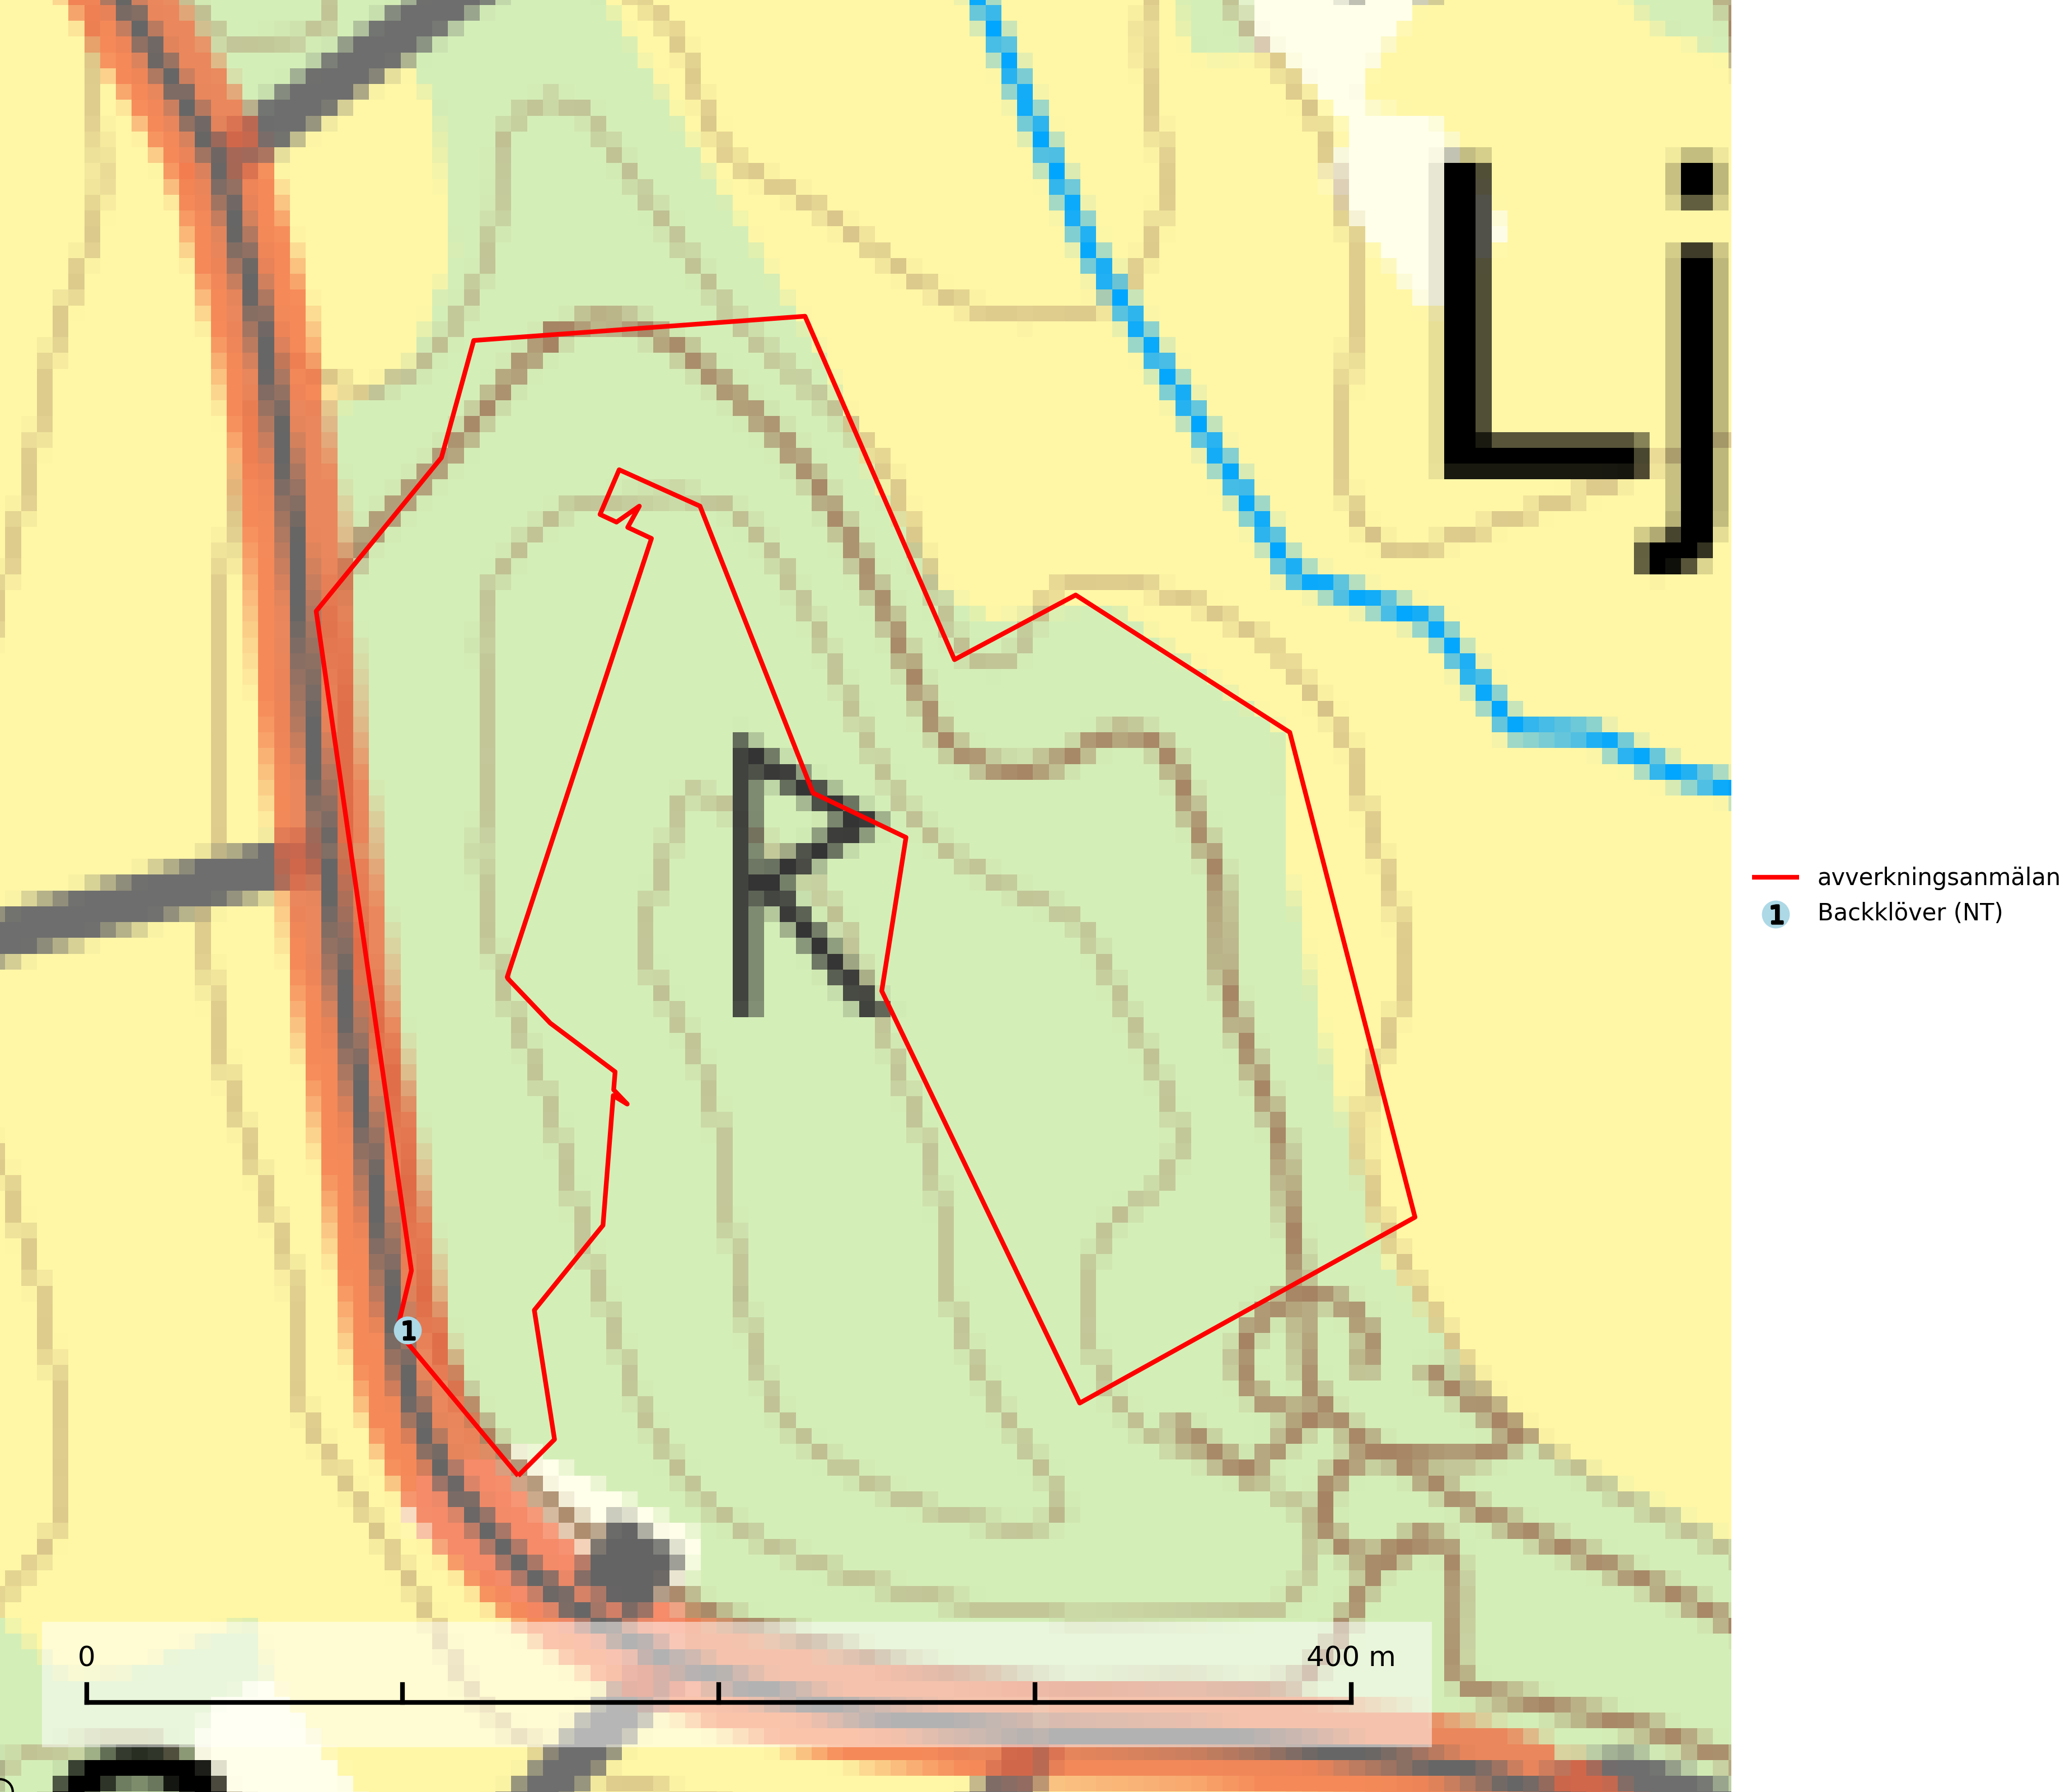 Lj
K
avverkningsanmälan
1 Backklöver (NT)
1
0 400 m